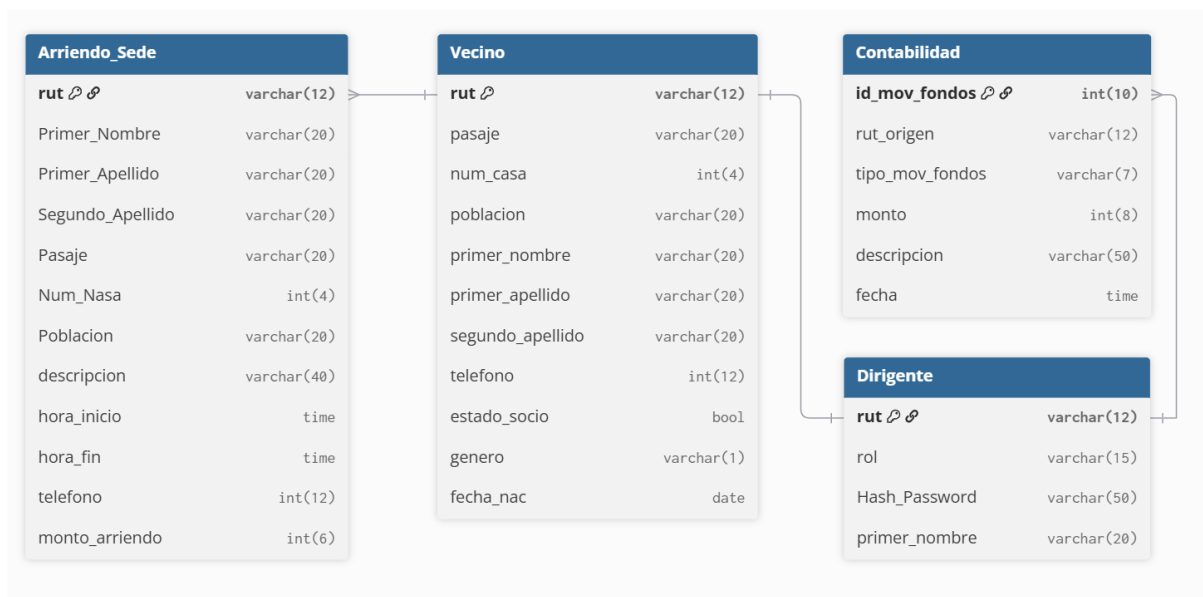 Arriendo_Sede
rut varchar(12)
Primer_Nombre varchar(20)
Primer_Apellido varchar(20)
Segundo_Apellido varchar(20)
Pasaje varchar(20)
Num_Nasa int(4)
Poblacion varchar(20)
descripcion varchar(40)
hora_inicio time
hora_fin time
telefono int(12)
monto_arriendo int(6)
Vecino
rut varchar(12)
pasaje varchar(20)
num_casa int(4)
poblacion varchar(20)
primer_nombre varchar(20)
primer_apellido varchar(20)
segundo_apellido varchar(20)
telefono int(12)
estado_socio bool
genero varchar(1)
fecha_nac date
Contabilidad
id_mov_fondos int(10)
rut_origen varchar(12)
tipo_mov_fondos varchar(7)
monto int(8)
descripcion varchar(50)
fecha time
Dirigente
rut varchar(12)
rol varchar(15)
Hash_Password varchar(50)
primer_nombre varchar(20)